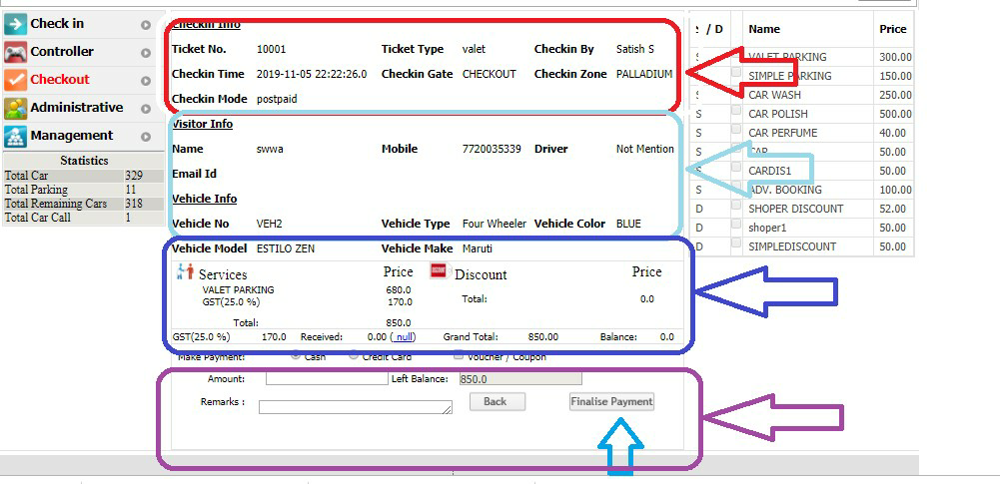 Check in
Controller
Checkout
Administrative
Management
Statistics
Total Car 329
Total Parking 11
Total Remaining Cars 318
Total Car Call 1
Checkin Info
Ticket No. 10001 Ticket Type valet Checkin By Satish S
Checkin Time 2019-11-05 22:22:26.0 Checkin Gate CHECKOUT Checkin Zone PALLADIUM
Checkin Mode postpaid
Visitor Info
Name swwa Mobile 7720035339 Driver Not Mention
Email Id
Vehicle Info
Vehicle No VEH2 Vehicle Type Four Wheeler Vehicle Color BLUE
Vehicle Model ESTILO ZEN Vehicle Make Maruti
Services Price Discount Price
VALET PARKING 680.0
GST(25.0 %) 170.0 Total: 0.0
Total: 850.0
GST(25.0 %) 170.0 Received: 0.00 ( null) Grand Total: 850.00 Balance: 0.0
Make Payment: Cash Credit Card Voucher / Coupon
Amount: Left Balance: 850.0
Remarks : Back Finalise Payment
/ D Name Price
VALET PARKING 300.00
SIMPLE PARKING 150.00
CAR WASH 250.00
S CAR POLISH 500.00
S CAR PERFUME 40.00
S CAP 50.00
S CARDIS1 50.00
S ADV. BOOKING 100.00
D SHOPER DISCOUNT 52.00
D shoper1 50.00
D SIMPLEDISCOUNT 50.00